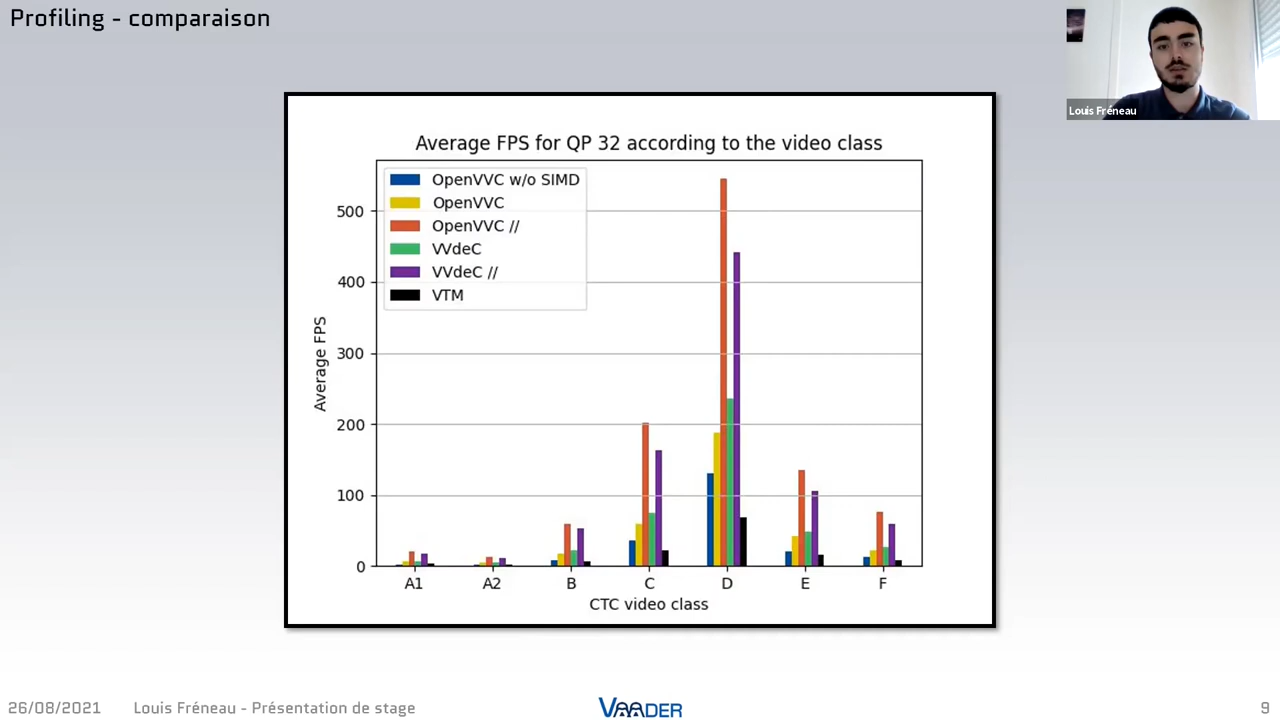 Profiling - comparaison
Louis Fréneau
Average FPS for QP 32 according to the video class
OpenVVC w/o SIMD
OpenVVC
OpenVVC //
VVdeC
VVdeC //
VTM
500
400
300
200
100
0
Average FPS
A1 A2 B C D E F
CTC video class
26/08/2021 Louis Fréneau - Présentation de stage VAADER 9